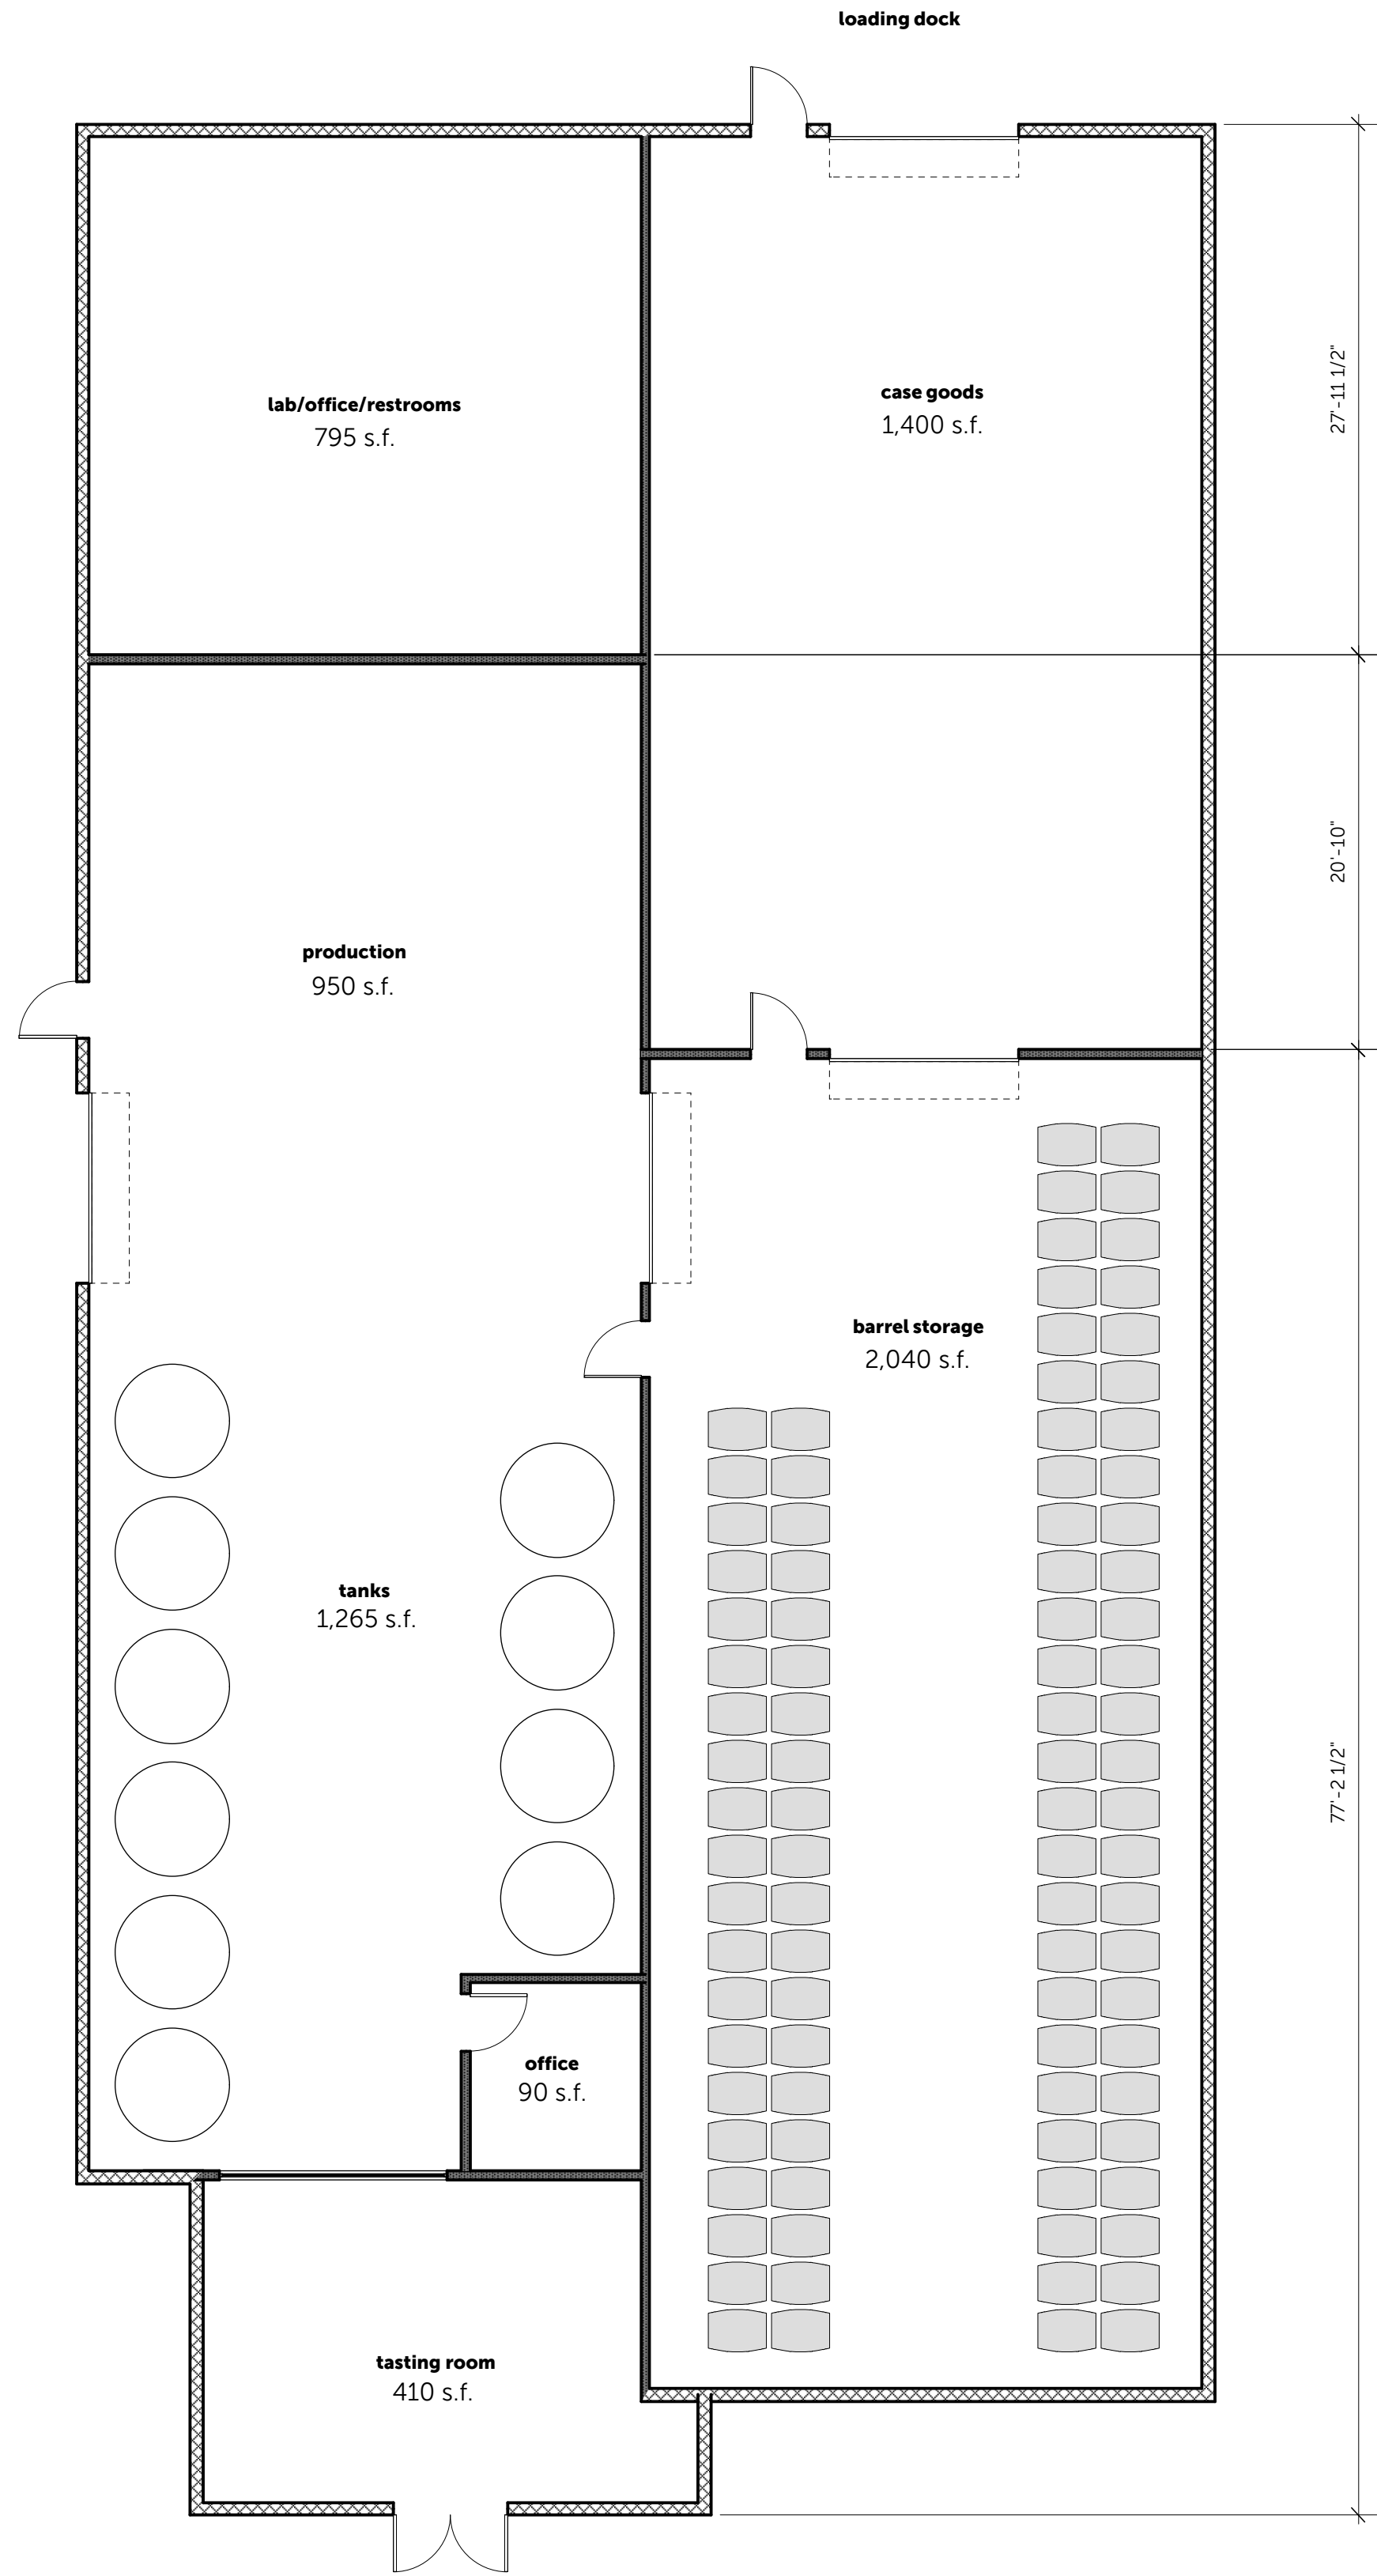 loading dock
lab/office/restrooms
795 s.f.
case goods
1,400 s.f.
27'-11 1/2"
20'-10"
production
950 s.f.
barrel storage
2,040 s.f.
tanks
1,265 s.f.
77'-2 1/2"
office
90 s.f.
tasting room
410 s.f.